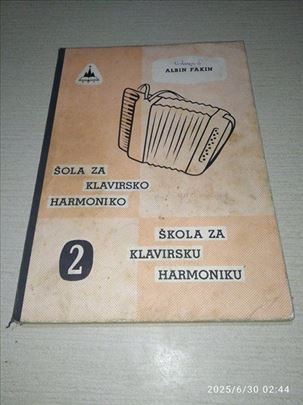 ALBIN FAKIN
ŠOLA ZA
KLAVIRSKO
HARMONIKO
2
ŠKOLA ZA
KLAVIRSKU
HARMONIKU
2025/6/30 02:44